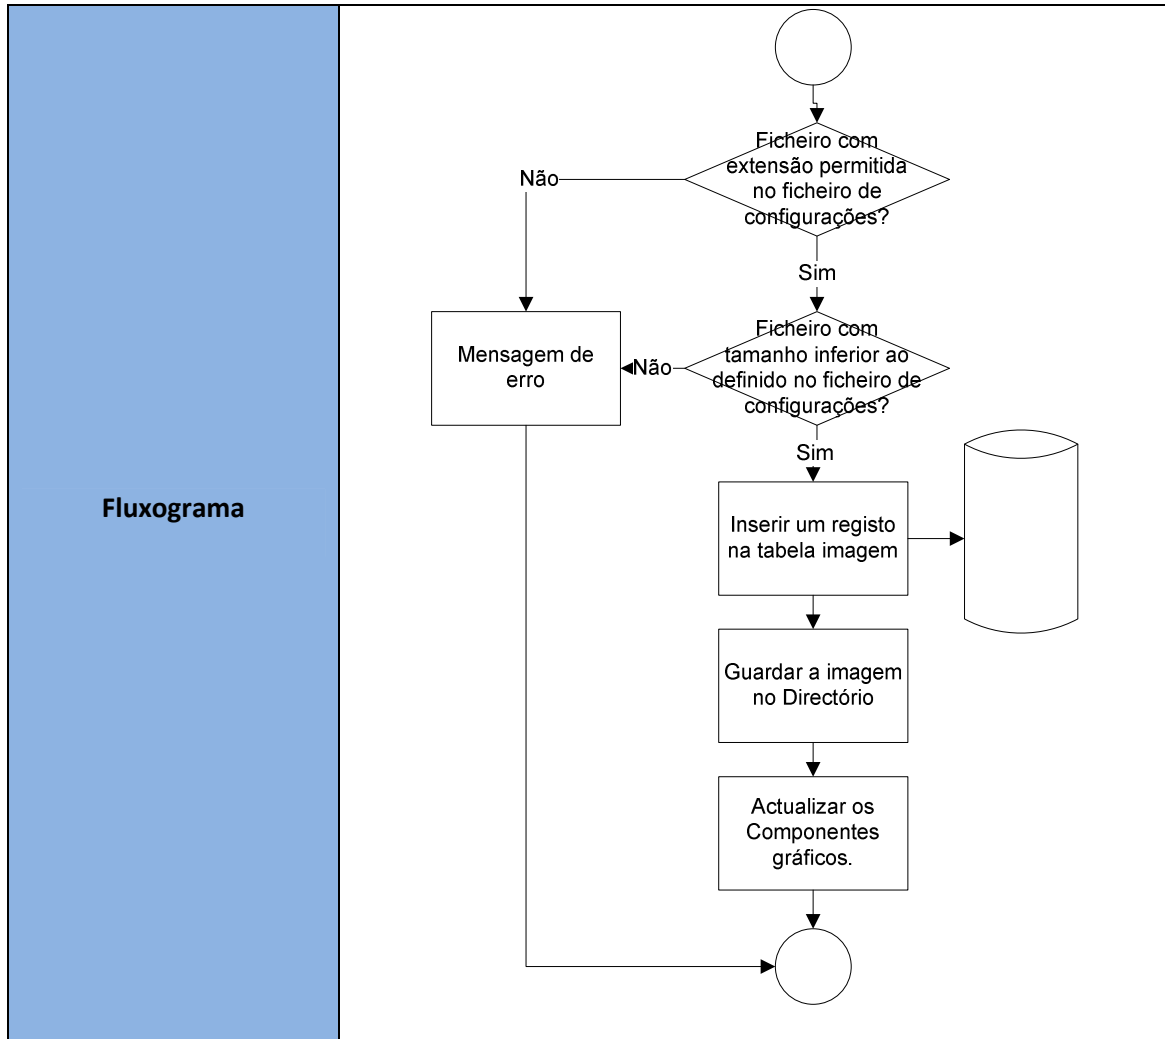 Fluxograma
Ficheiro com
extensão permitida
no ficheiro de
configurações?
Não
Sim
Mensagem de
erro
Não
Ficheiro com
tamanho inferior ao
definido no ficheiro de
configurações?
Sim
Inserir um registo
na tabela imagem
Guardar a imagem
no Directório
Actualizar os
Componentes
gráficos.